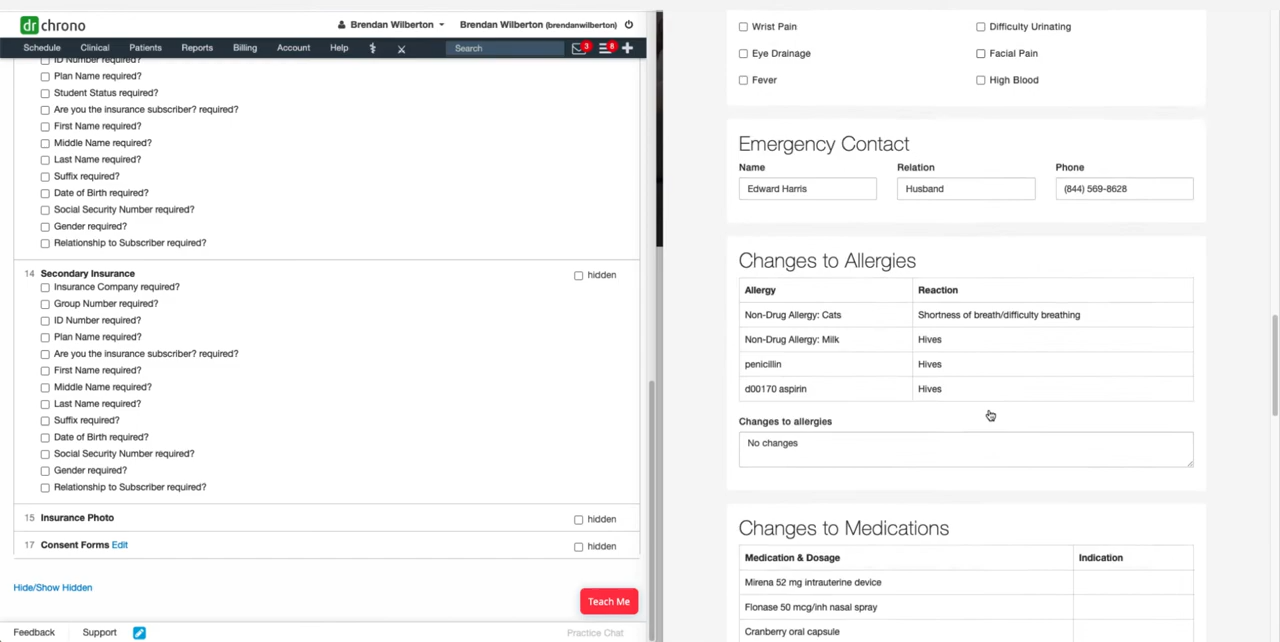 drchrono
Brendan Wilberton
Brendan Wilberton (brendanwilberton)
Schedule Clinical Patients Reports Billing Account Help Search 3 8
ID Number required?
Plan Name required?
Student Status required?
Are you the insurance subscriber? required?
First Name required?
Middle Name required?
Last Name required?
Suffix required?
Date of Birth required?
Social Security Number required?
Gender required?
Relationship to Subscriber required?
14 Secondary Insurance hidden
Insurance Company required?
Group Number required?
ID Number required?
Plan Name required?
Are you the insurance subscriber? required?
First Name required?
Middle Name required?
Last Name required?
Suffix required?
Date of Birth required?
Social Security Number required?
Gender required?
Relationship to Subscriber required?
15 Insurance Photo hidden
17 Consent Forms Edit hidden
Hide/Show Hidden
Teach Me
Feedback Support Practice Chat
Wrist Pain Difficulty Urinating
Eye Drainage Facial Pain
Fever High Blood
Emergency Contact
Name Relation Phone
Edward Harris Husband (844) 569-8628
Changes to Allergies
Allergy Reaction
Non-Drug Allergy: Cats Shortness of breath/difficulty breathing
Non-Drug Allergy: Milk Hives
penicillin Hives
d00170 aspirin Hives
Changes to allergies
No changes
Changes to Medications
Medication & Dosage Indication
Mirena 52 mg intrauterine device
Flonase 50 mcg/inh nasal spray
Cranberry oral capsule